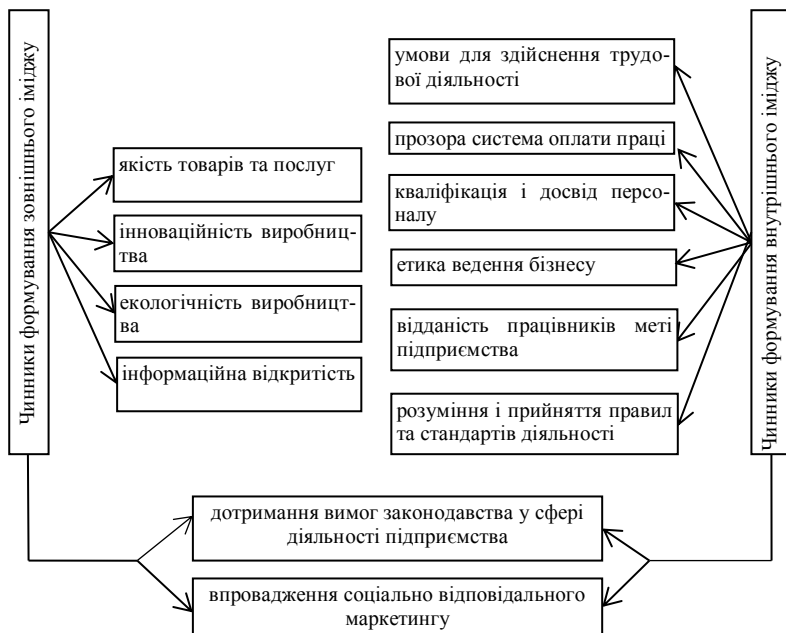 Чинники формування зовнішнього іміджу
якість товарів та послуг
інноваційність виробниц-
тва
екологічність виробницт-
ва
інформаційна відкритість
умови для здійснення трудо-
вої діяльності
прозора система оплати праці
кваліфікація і досвід персо-
налу
етика ведення бізнесу
відданість працівників меті
підприємства
розуміння і прийняття правил
та стандартів діяльності
Чинники формування внутрішнього іміджу
дотримання вимог законодавства у сфері
діяльності підприємства
впровадження соціально відповідального
маркетингу